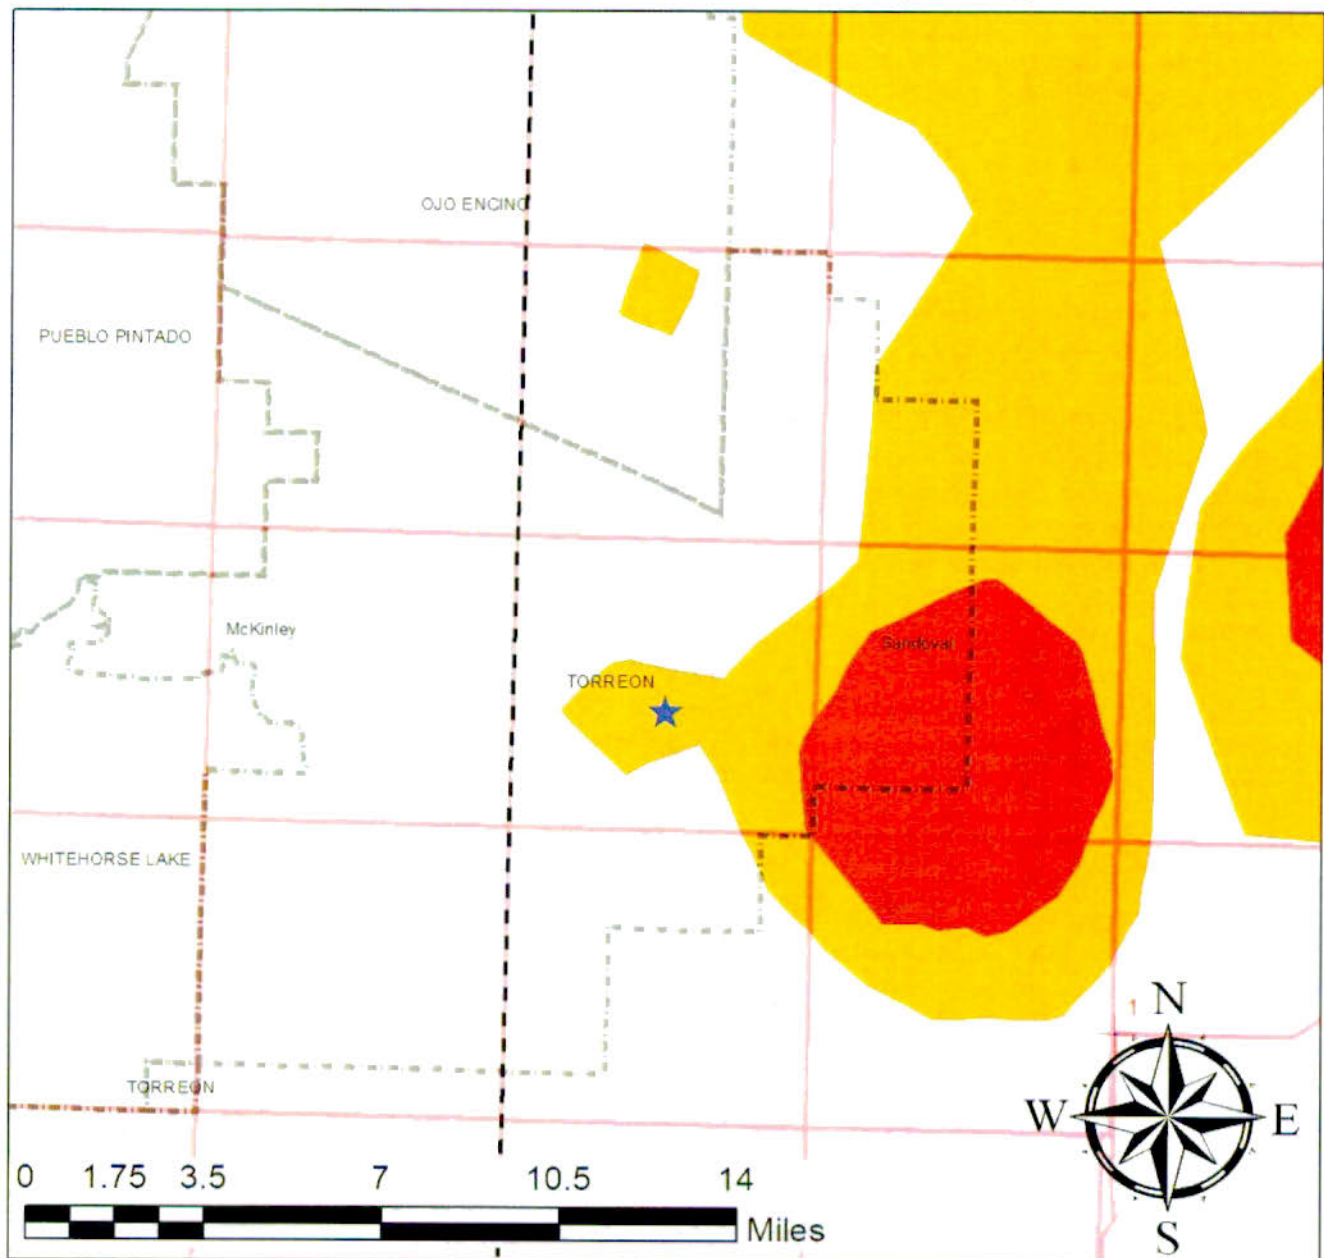 OJO ENCINO
PUEBLO PINTADO
McKinley
Sandoval
TORREON
WHITEHORSE LAKE
1
N
TORREON
W
E
0 1.75 3.5 7 10.5 14
Miles
S